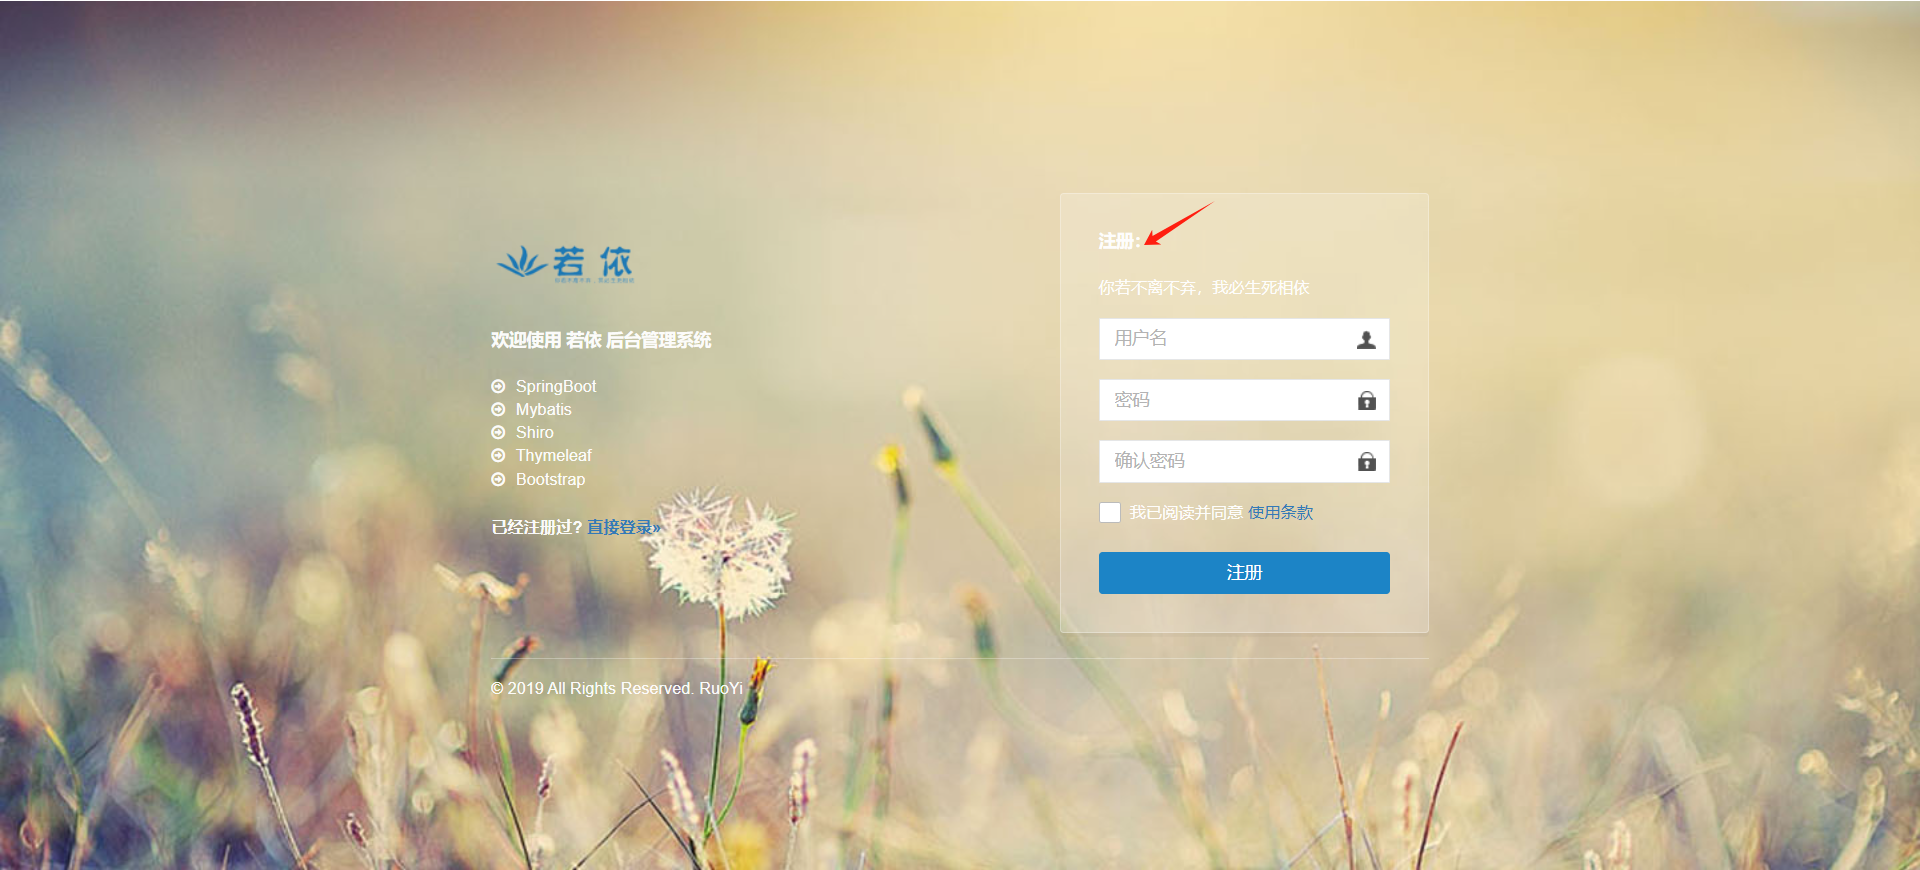 若依
欢迎使用 若依 后台管理系统
SpringBoot
Mybatis
Shiro
Thymeleaf
Bootstrap
已经注册过? 直接登录»
注册：
你若不离不弃，我必生死相依
用户名
密码
确认密码
我已阅读并同意 使用条款
注册
© 2019 All Rights Reserved. RuoYi